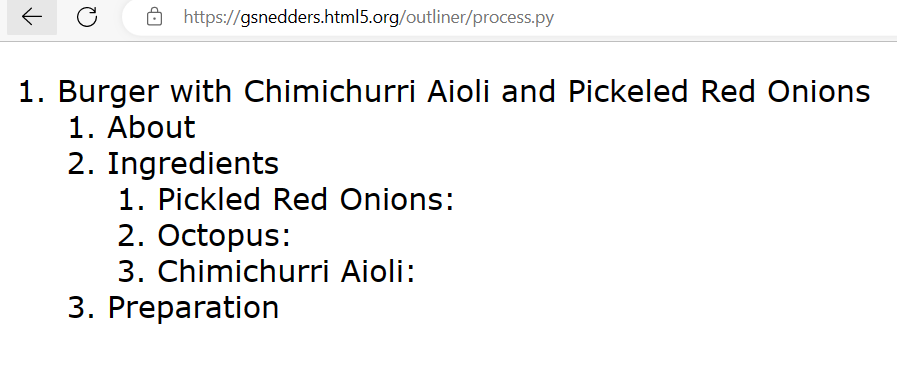 https://gsnedders.html5.org/outliner/process.py
1. Burger with Chimichurri Aioli and Pickeled Red Onions
1. About
2. Ingredients
1. Pickled Red Onions:
2. Octopus:
3. Chimichurri Aioli:
3. Preparation